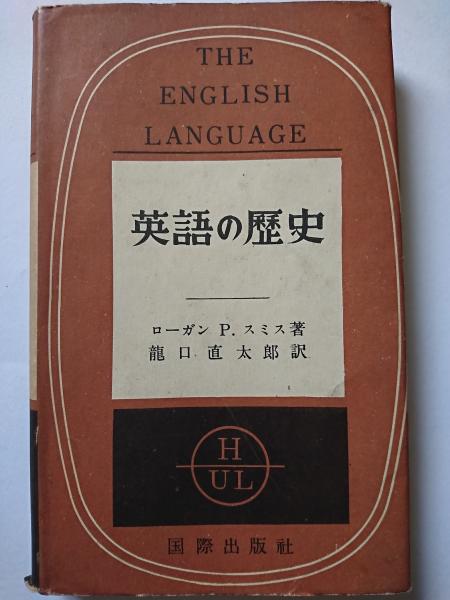 THE
ENGLISH
LANGUAGE
英語の歷史
ローガン P. スミス著
龍口直太郎訳
H
UL
国際出版社